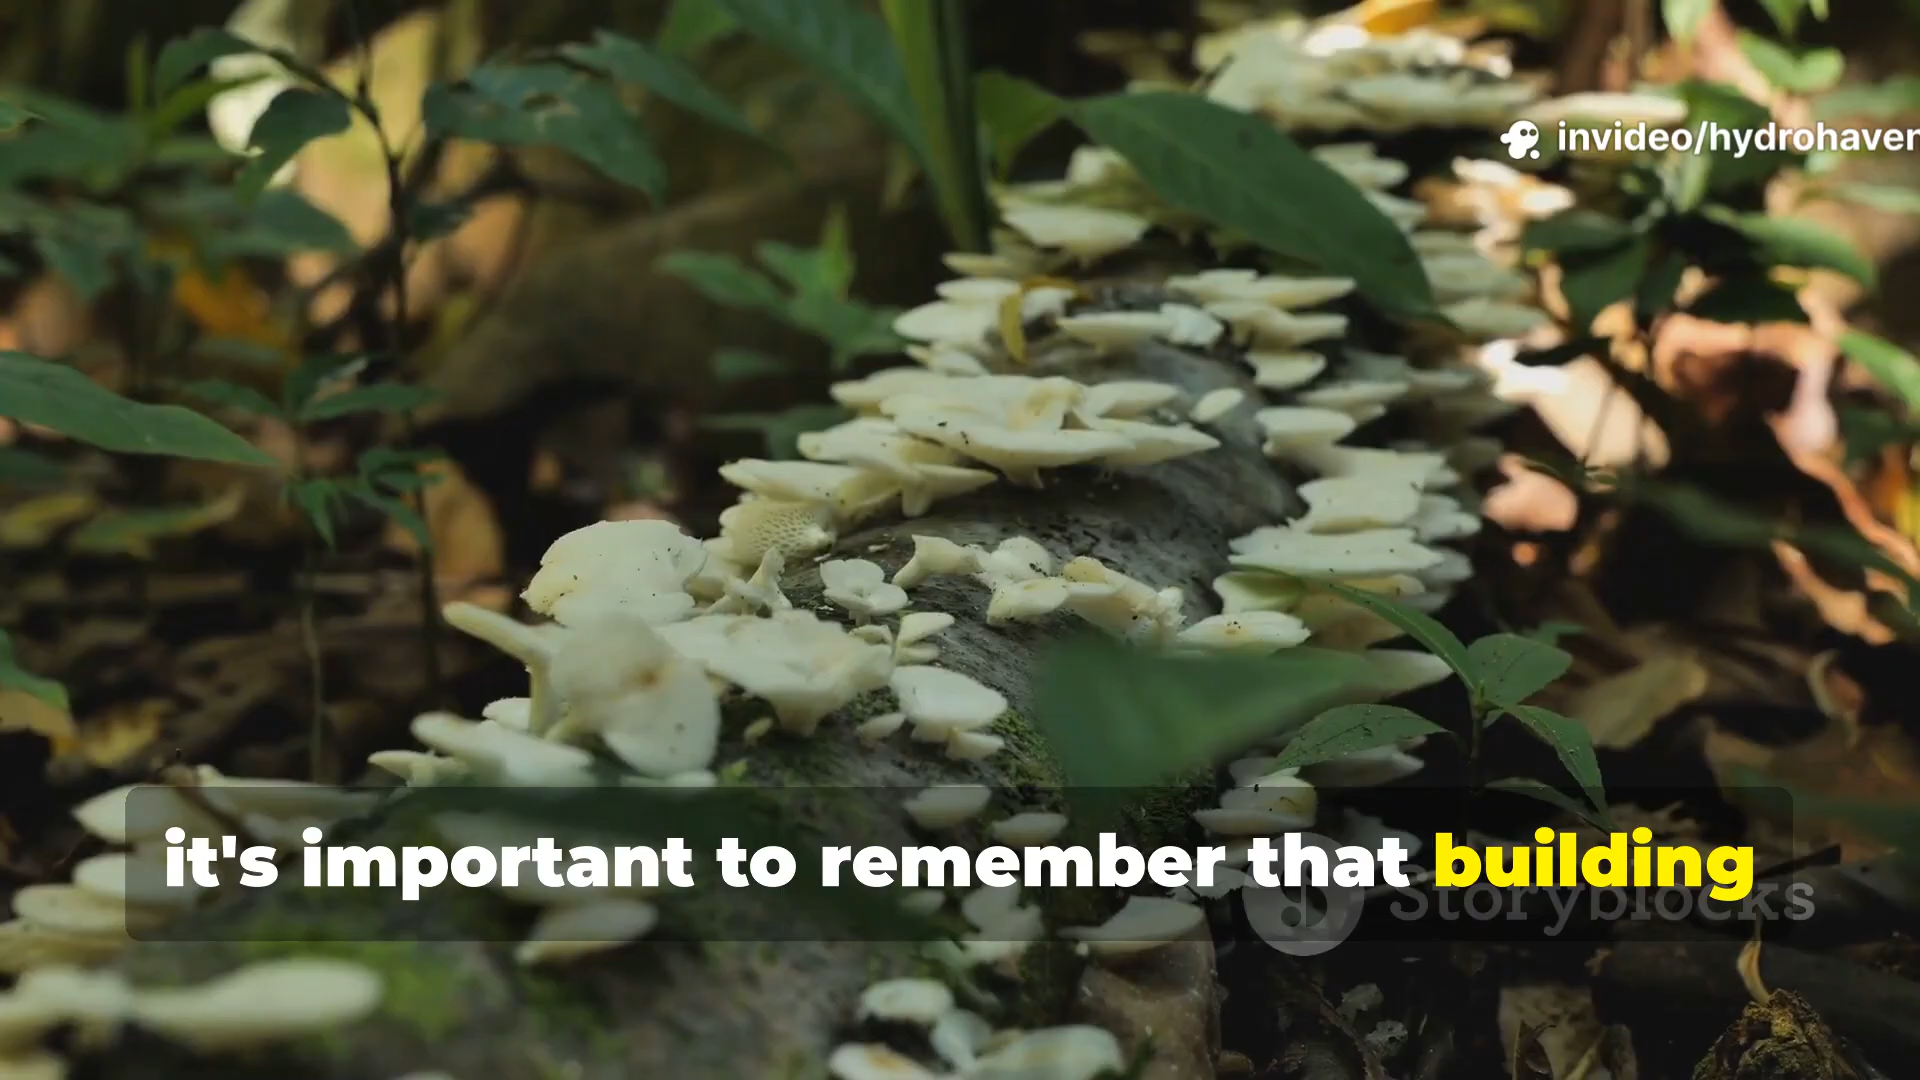 invideo/hydrohaven
it's important to remember that building
Storyblocks